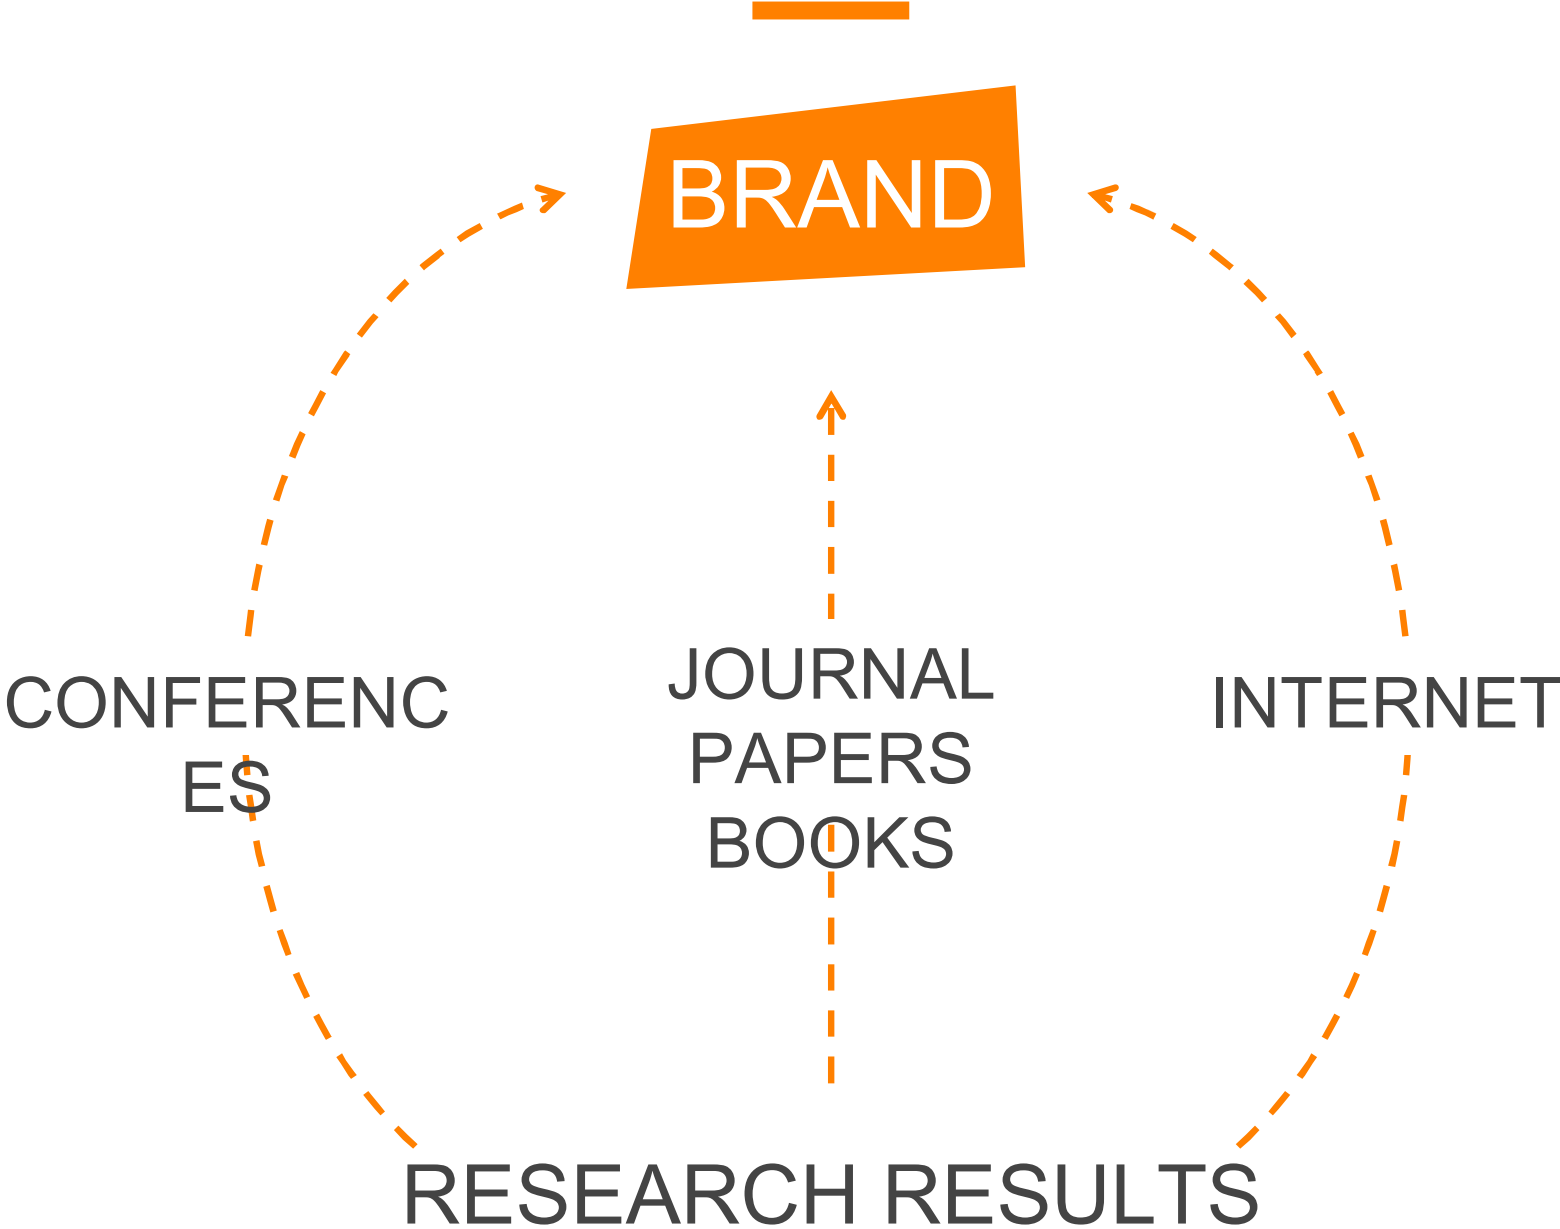 BRAND
CONFERENC
ES
JOURNAL
PAPERS
BOOKS
INTERNET
RESEARCH RESULTS